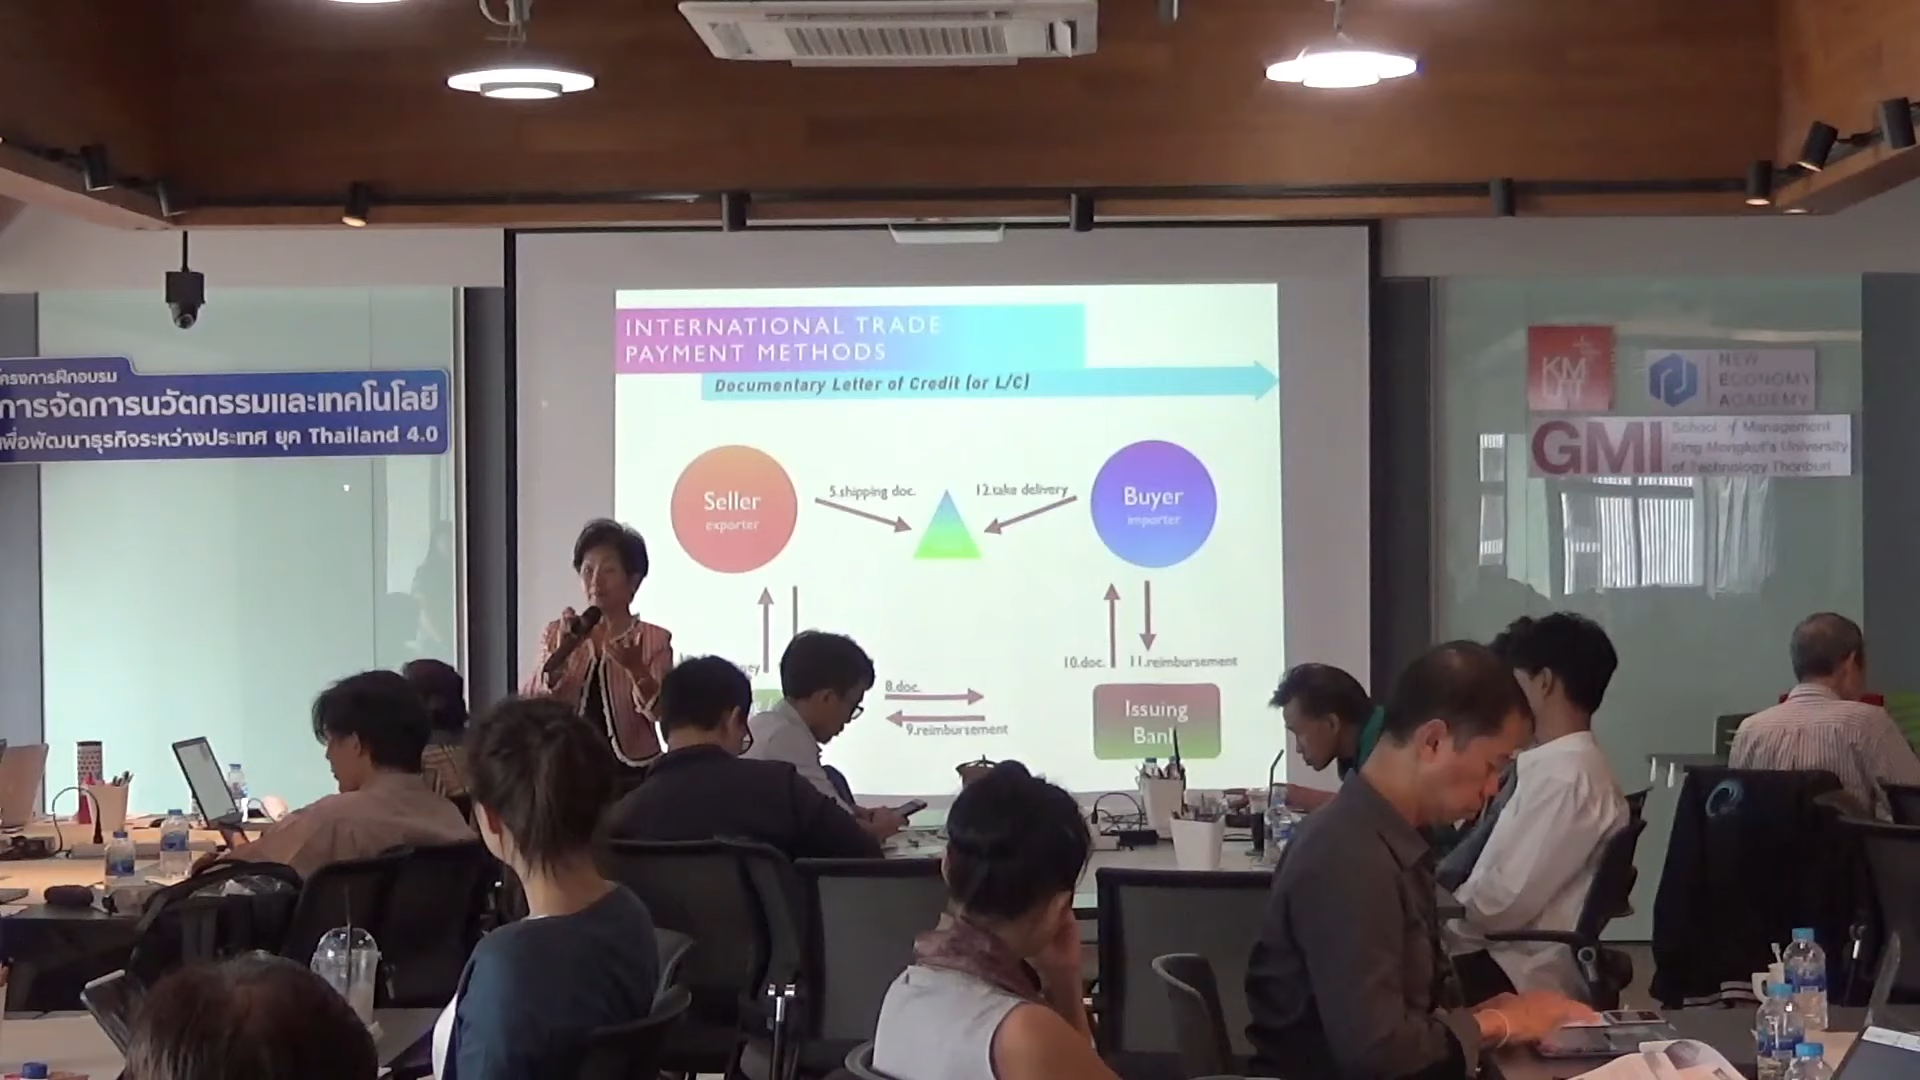 INTERNATIONAL TRADE
PAYMENT METHODS
Documentary Letter of Credit (or L/C)
Seller
exporter
5.shipping doc.
12.take delivery
Buyer
importer
10.doc.
11.reimbursement
8.doc.
9.reimbursement
Issuing
Bank
โครงการฝึกอบรม
การจัดการนวัตกรรมและเทคโนโลยี
เพื่อพัฒนาธุรกิจระหว่างประเทศ ยุค Thailand 4.0
KM
UTT
NEW
ECONOMY
ACADEMY
GMI
School of Management
King Mongkut's University
of Technology Thonburi